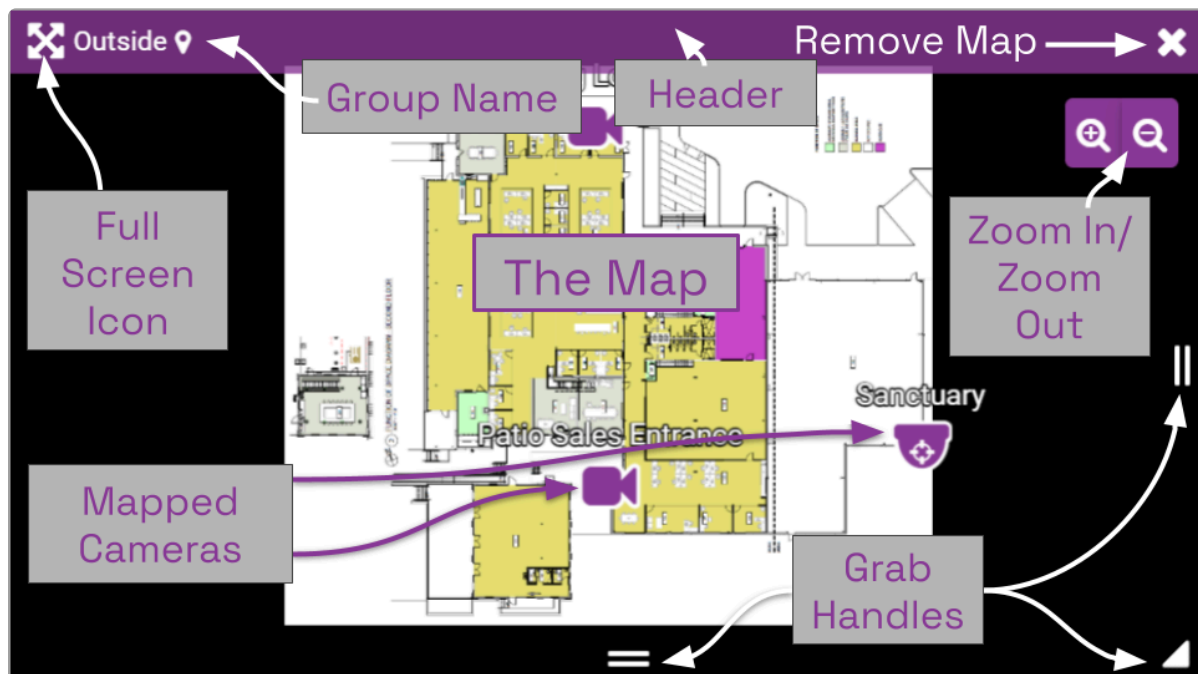 Outside
Remove Map
Group Name
Header
Full
Screen
Icon
Zoom In/
Zoom
Out
The Map
Sanctuary
Patio Sales Entrance
Mapped
Cameras
Grab
Handles